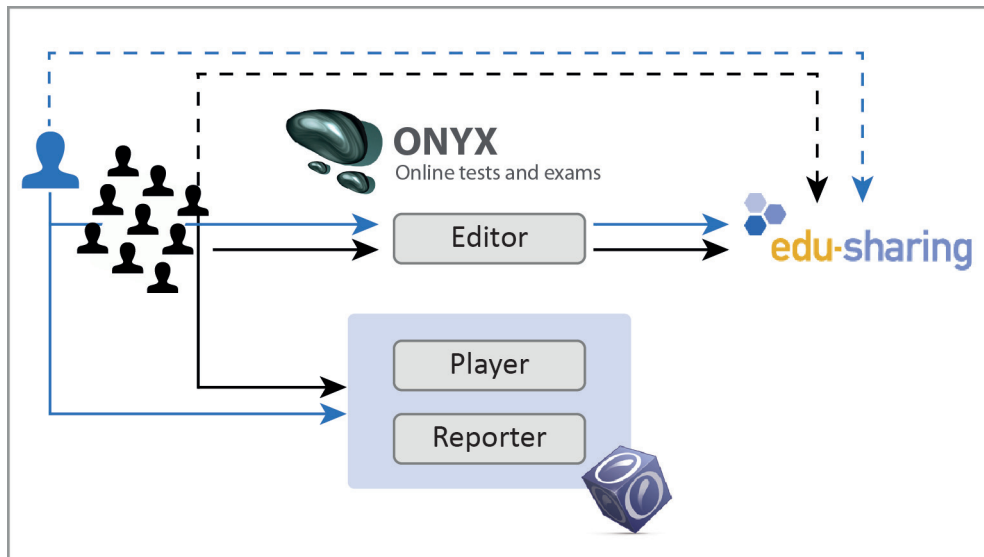 ONYX
Online tests and exams
Editor
edu-sharing
Player
Reporter